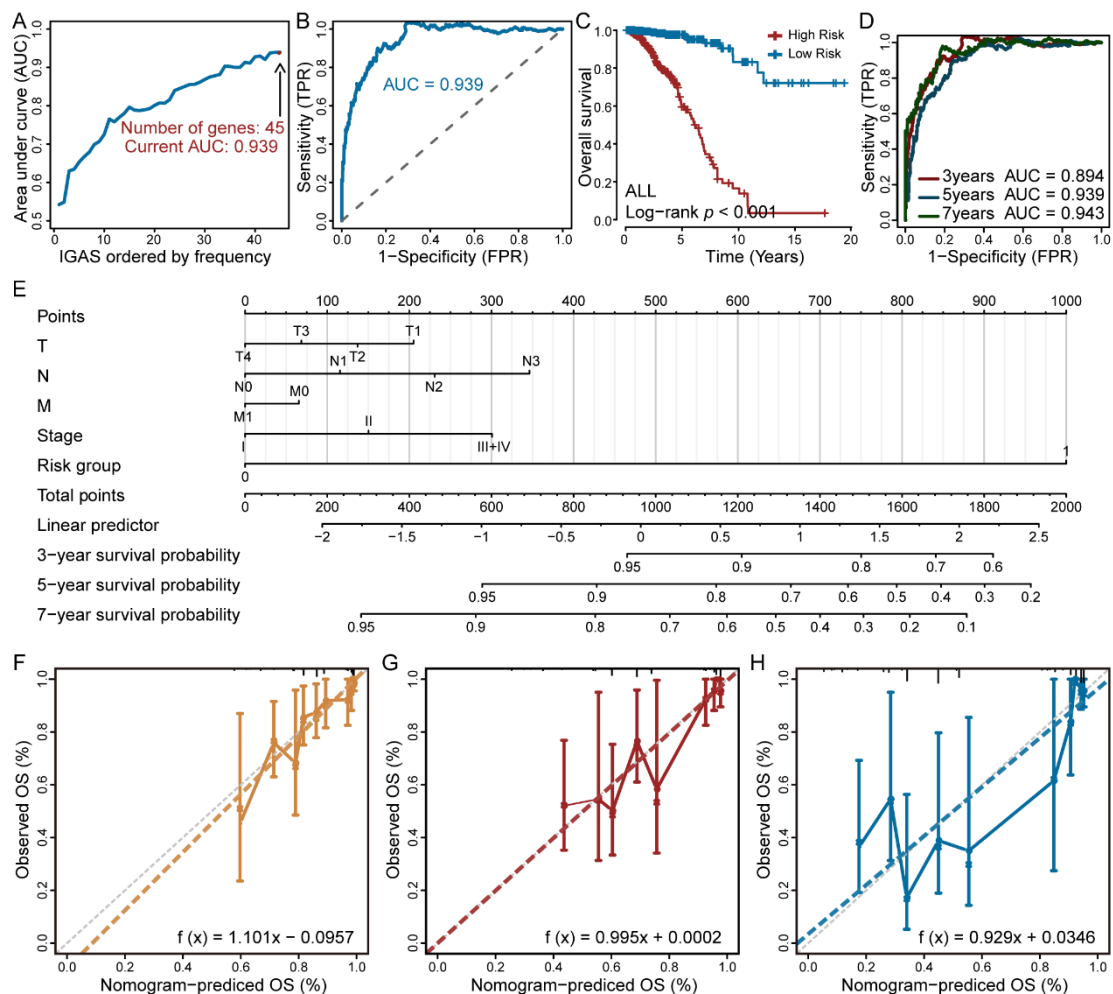 A
Area under curve (AUC)
1.0
0.9
0.8
0.7
0.6
0.5
Number of genes: 45
Current AUC: 0.939
0 10 20 30 40
IGAS ordered by frequency
B
Sensitivity (TPR)
1.0
0.8
0.6
0.4
0.2
0.0
AUC = 0.939
0.0 0.2 0.4 0.6 0.8 1.0
1−Specificity (FPR)
C
Overall survival
1.0
0.8
0.6
0.4
0.2
0.0
High Risk
Low Risk
ALL
Log−rank p < 0.001
0 5 10 15 20
Time (Years)
D
Sensitivity (TPR)
1.0
0.8
0.6
0.4
0.2
0.0
3years AUC = 0.894
5years AUC = 0.939
7years AUC = 0.943
0.0 0.2 0.4 0.6 0.8 1.0
1−Specificity (FPR)
E
0 100 200 300 400 500 600 700 800 900 1000
Points
T3 T1
T
T4 T2
N1 N3
N
N0 N2
M0
M
M1
II
Stage
I III+IV
1
Risk group
0
Total points
0 200 400 600 800 1000 1200 1400 1600 1800 2000
Linear predictor
−2 −1.5 −1 −0.5 0 0.5 1 1.5 2 2.5
3−year survival probability
0.95 0.9 0.8 0.7 0.6
5−year survival probability
0.95 0.9 0.8 0.7 0.6 0.5 0.4 0.3 0.2
7−year survival probability
0.95 0.9 0.8 0.7 0.6 0.5 0.4 0.3 0.2 0.1
F
Observed OS (%)
1.0
0.8
0.6
0.4
0.2
0.0
f (x) = 1.101x − 0.0957
0.0 0.2 0.4 0.6 0.8 1.0
Nomogram−prediced OS (%)
G
Observed OS (%)
1.0
0.8
0.6
0.4
0.2
0.0
f (x) = 0.995x + 0.0002
0.0 0.2 0.4 0.6 0.8 1.0
Nomogram−prediced OS (%)
H
Observed OS (%)
1.0
0.8
0.6
0.4
0.2
0.0
f (x) = 0.929x + 0.0346
0.0 0.2 0.4 0.6 0.8 1.0
Nomogram−prediced OS (%)